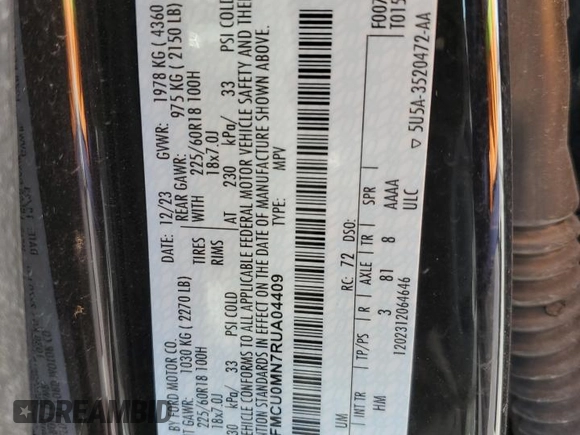 BY FORD MOTOR CO.
DATE: 12/23 GVWR: 1978 KG ( 4360
T GAWR: 1030 KG ( 2270 LB) REAR GAWR: 975 KG ( 2150 LB)
225/60R18 100H TIRES WITH 225/60R18 100H
18x7.0J RIMS 18x7.0J
30 kPa/ 33 PSI COLD AT 230 kPa/ 33 PSI COLD
VEHICLE CONFORMS TO ALL APPLICABLE FEDERAL MOTOR VEHICLE SAFETY AND THE
STANDARDS IN EFFECT ON THE DATE OF MANUFACTURE SHOWN ABOVE.
FMCU0MN7RUA04409 TYPE: MPV
F007
T015
UM RC: 72 DSO:
INT TR TP/PS R AXLE TR SPR
HM 3 81 8 AAAA
1202312064646 ULC
▽ 5U5A-3520472-AA
DREAMBID